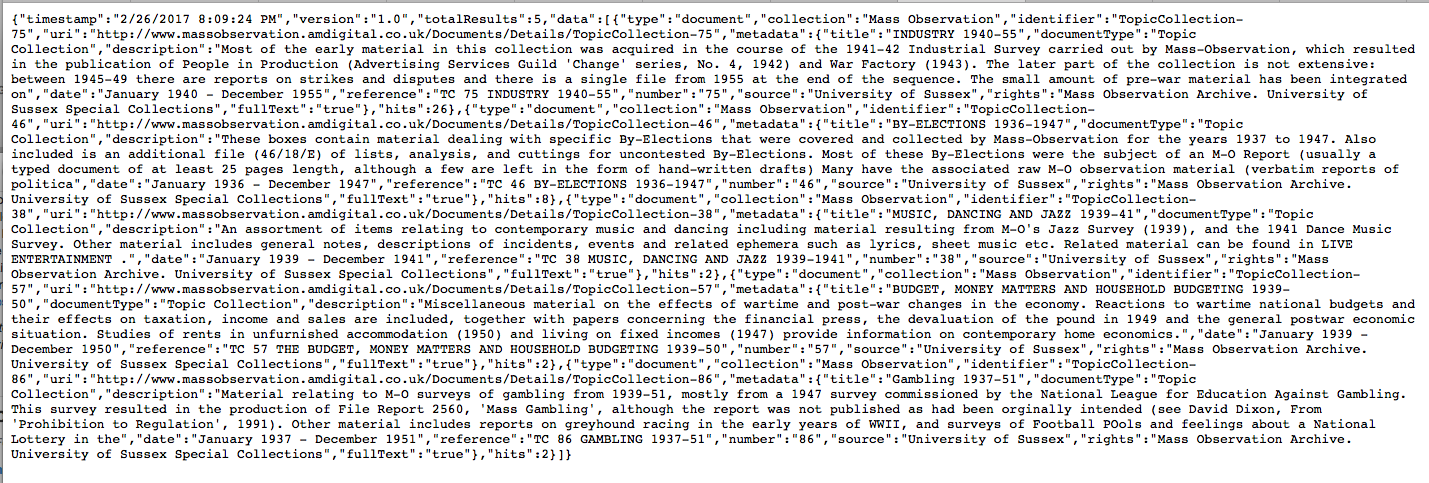 {"timestamp":"2/26/2017 8:09:24 PM","version":"1.0","totalResults":5,"data":[{"type":"document","collection":"Mass Observation","identifier":"TopicCollection-
75","uri":"http://www.massobservation.amdigital.co.uk/Documents/Details/TopicCollection-75","metadata":{"title":"INDUSTRY 1940-55","documentType":"Topic
Collection","description":"Most of the early material in this collection was acquired in the course of the 1941-42 Industrial Survey carried out by Mass-Observation, which resulted
in the publication of People in Production (Advertising Services Guild 'Change' series, No. 4, 1942) and War Factory (1943). The later part of the collection is not extensive:
between 1945-49 there are reports on strikes and disputes and there is a single file from 1955 at the end of the sequence. The small amount of pre-war material has been integrated
on","date":"January 1940 - December 1955","reference":"TC 75 INDUSTRY 1940-55","number":"75","source":"University of Sussex","rights":"Mass Observation Archive. University of
Sussex Special Collections","fullText":"true"},"hits":26},{"type":"document","collection":"Mass Observation","identifier":"TopicCollection-
46","uri":"http://www.massobservation.amdigital.co.uk/Documents/Details/TopicCollection-46","metadata":{"title":"BY-ELECTIONS 1936-1947","documentType":"Topic
Collection","description":"These boxes contain material dealing with specific By-Elections that were covered and collected by Mass-Observation for the years 1937 to 1947. Also
included is an additional file (46/18/E) of lists, analysis, and cuttings for uncontested By-Elections. Most of these By-Elections were the subject of an M-O Report (usually a
typed document of at least 25 pages length, although a few are left in the form of hand-written drafts) Many have the associated raw M-O observation material (verbatim reports of
politica","date":"January 1936 - December 1947","reference":"TC 46 BY-ELECTIONS 1936-1947","number":"46","source":"University of Sussex","rights":"Mass Observation Archive.
University of Sussex Special Collections","fullText":"true"},"hits":8},{"type":"document","collection":"Mass Observation","identifier":"TopicCollection-
38","uri":"http://www.massobservation.amdigital.co.uk/Documents/Details/TopicCollection-38","metadata":{"title":"MUSIC, DANCING AND JAZZ 1939-41","documentType":"Topic
Collection","description":"An assortment of items relating to contemporary music and dancing including material resulting from M-O's Jazz Survey (1939), and the 1941 Dance Music
Survey. Other material includes general notes, descriptions of incidents, events and related ephemera such as lyrics, sheet music etc. Related material can be found in LIVE
ENTERTAINMENT .","date":"January 1939 - December 1941","reference":"TC 38 MUSIC, DANCING AND JAZZ 1939-1941","number":"38","source":"University of Sussex","rights":"Mass
Observation Archive. University of Sussex Special Collections","fullText":"true"},"hits":2},{"type":"document","collection":"Mass Observation","identifier":"TopicCollection-
57","uri":"http://www.massobservation.amdigital.co.uk/Documents/Details/TopicCollection-57","metadata":{"title":"BUDGET, MONEY MATTERS AND HOUSEHOLD BUDGETING 1939-
50","documentType":"Topic Collection","description":"Miscellaneous material on the effects of wartime and post-war changes in the economy. Reactions to wartime national budgets and
their effects on taxation, income and sales are included, together with papers concerning the financial press, the devaluation of the pound in 1949 and the general postwar economic
situation. Studies of rents in unfurnished accommodation (1950) and living on fixed incomes (1947) provide information on contemporary home economics.","date":"January 1939 -
December 1950","reference":"TC 57 THE BUDGET, MONEY MATTERS AND HOUSEHOLD BUDGETING 1939-50","number":"57","source":"University of Sussex","rights":"Mass Observation Archive.
University of Sussex Special Collections","fullText":"true"},"hits":2},{"type":"document","collection":"Mass Observation","identifier":"TopicCollection-
86","uri":"http://www.massobservation.amdigital.co.uk/Documents/Details/TopicCollection-86","metadata":{"title":"Gambling 1937-51","documentType":"Topic
Collection","description":"Material relating to M-O surveys of gambling from 1939-51, mostly from a 1947 survey commissioned by the National League for Education Against Gambling.
This survey resulted in the production of File Report 2560, 'Mass Gambling', although the report was not published as had been orginally intended (see David Dixon, From
'Prohibition to Regulation', 1991). Other material includes reports on greyhound racing in the early years of WWII, and surveys of Football POols and feelings about a National
Lottery in the","date":"January 1937 - December 1951","reference":"TC 86 GAMBLING 1937-51","number":"86","source":"University of Sussex","rights":"Mass Observation Archive.
University of Sussex Special Collections","fullText":"true"},"hits":2}]}